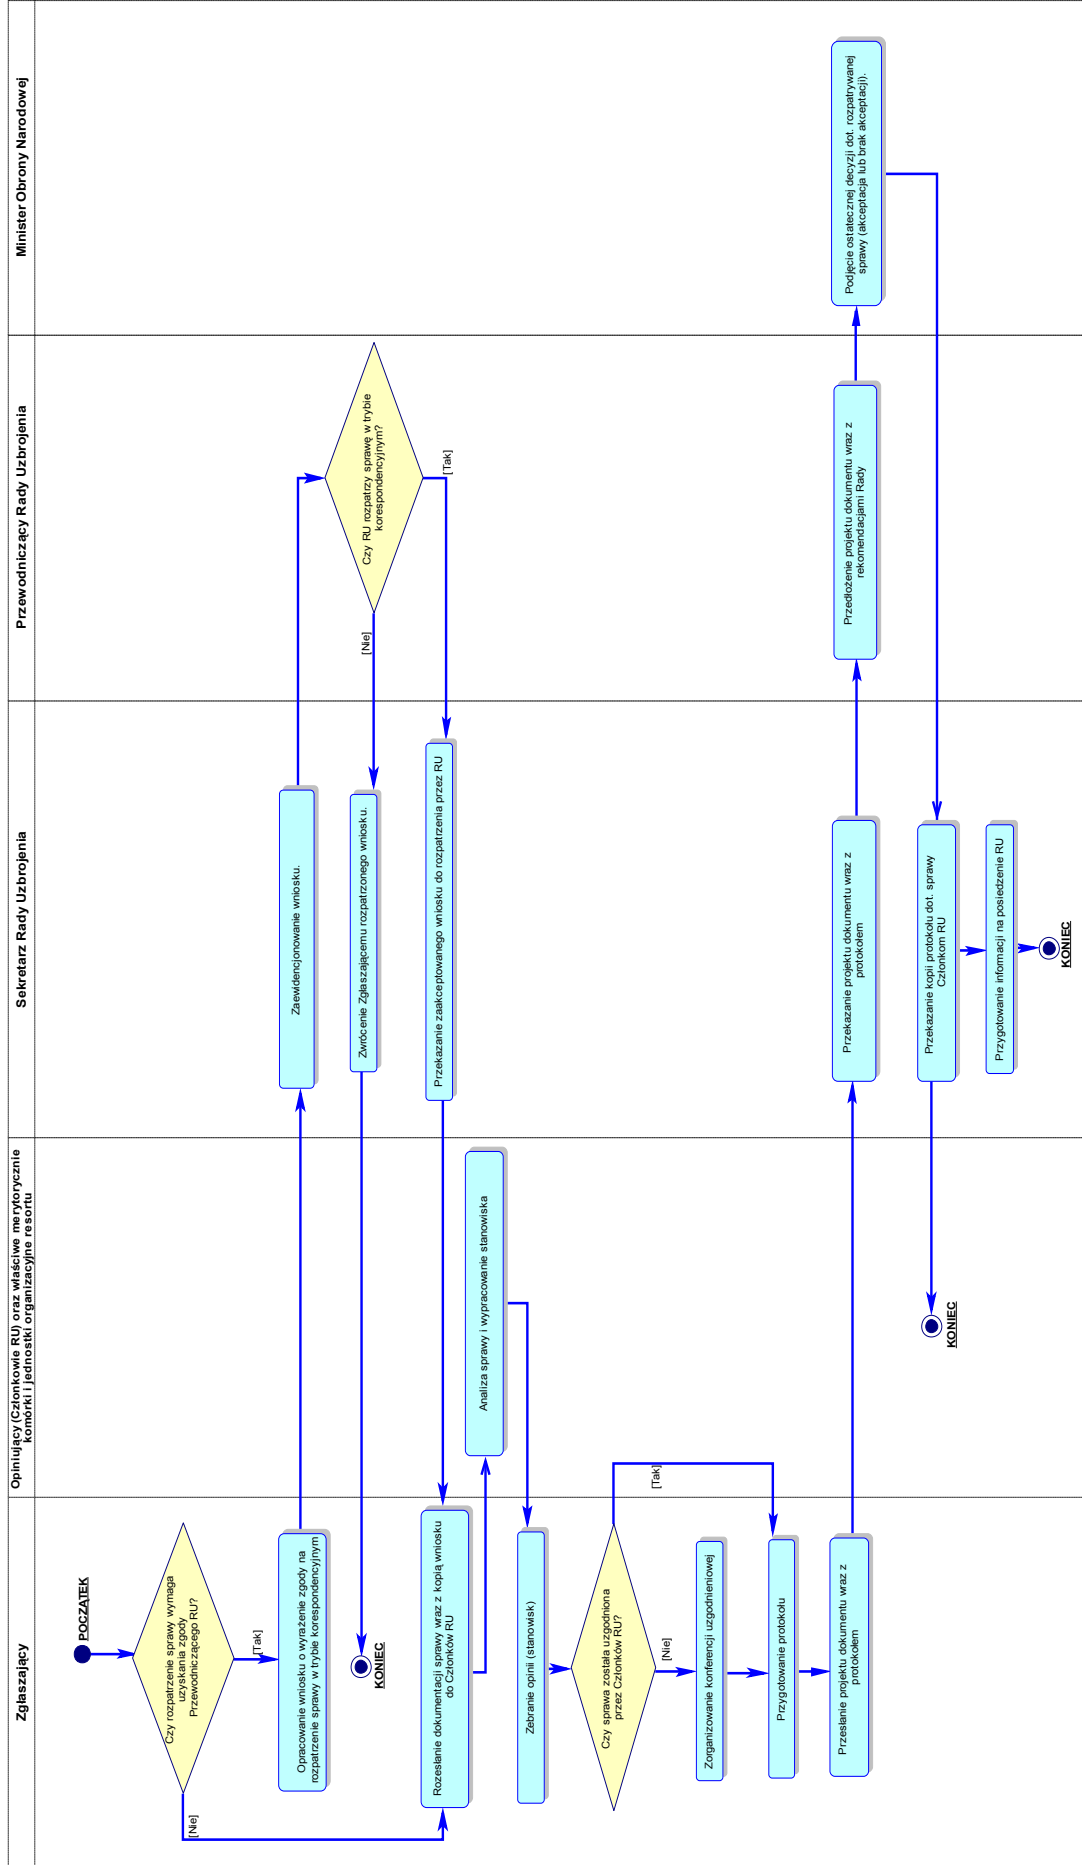 Zgłaszający
Opiniujący (Członkowie RU) oraz właściwe merytorycznie
komórki i jednostki organizacyjne resortu
Sekretarz Rady Uzbrojenia
Przewodniczący Rady Uzbrojenia
Minister Obrony Narodowej
POCZĄTEK
Czy rozpatrzenie sprawy wymaga
uzyskania zgody
Przewodniczącego RU?
[Nie]
[Tak]
Opracowanie wniosku o wyrażenie zgody na
rozpatrzenie sprawy w trybie korespondencyjnym
Zaewidencjonowanie wniosku.
Czy RU rozpatrzy sprawę w trybie
korespondencyjnym?
[Nie]
[Tak]
Zwrócenie Zgłaszającemu rozpatrzonego wniosku.
KONIEC
Przekazanie zaakceptowanego wniosku do rozpatrzenia przez RU
Rozesłanie dokumentacji sprawy wraz z kopią wniosku
do Członków RU
Analiza sprawy i wypracowanie stanowiska
Zebranie opinii (stanowisk)
Czy sprawa została uzgodniona
przez Członków RU?
[Tak]
[Nie]
Zorganizowanie konferencji uzgodnieniowej
Przygotowanie protokołu
Przesłanie projektu dokumentu wraz z
protokołem
Przekazanie projektu dokumentu wraz z
protokołem
Przedłożenie projektu dokumentu wraz z
rekomendacjami Rady
Podjęcie ostatecznej decyzji dot. rozpatrywanej
sprawy (akceptacja lub brak akceptacji).
Przekazanie kopii protokołu dot. sprawy
Członkom RU
KONIEC
Przygotowanie informacji na posiedzenie RU
KONIEC